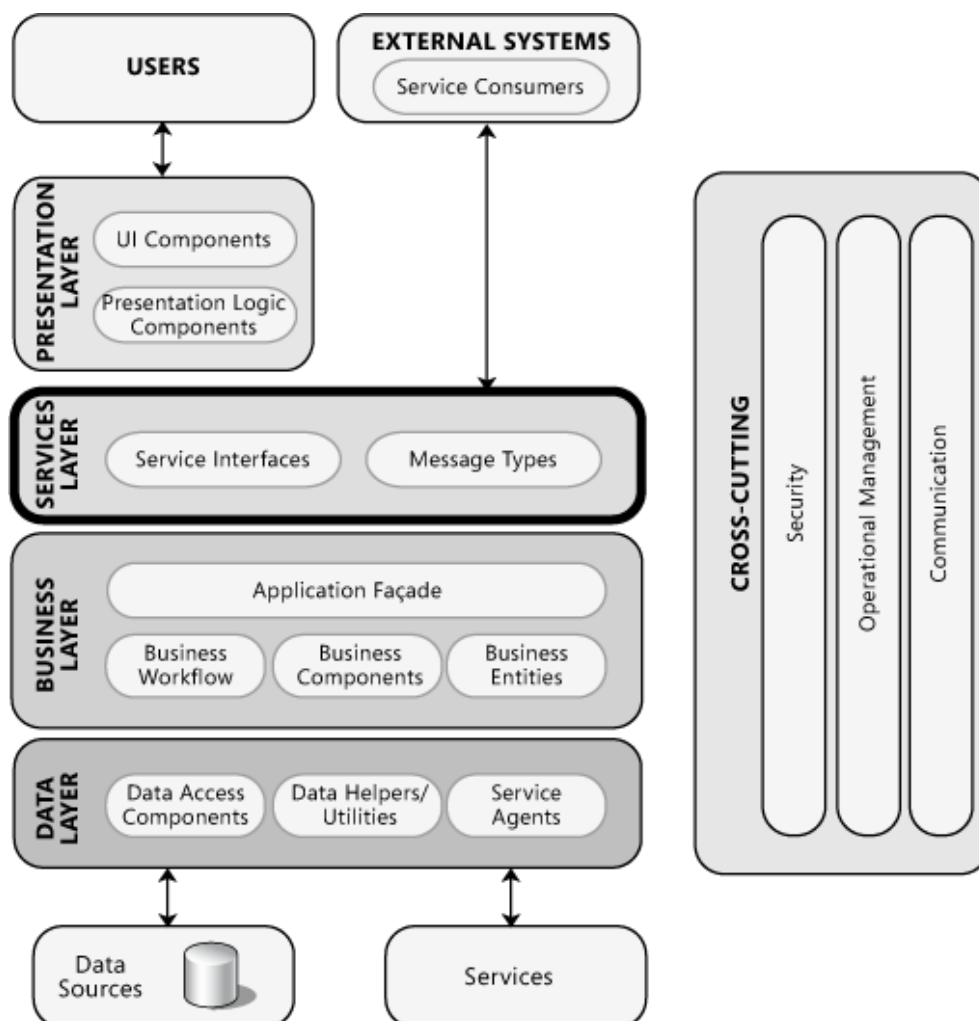 USERS
EXTERNAL SYSTEMS
Service Consumers
PRESENTATION
LAYER
UI Components
Presentation Logic
Components
SERVICES
LAYER
Service Interfaces
Message Types
BUSINESS
LAYER
Application Façade
Business
Workflow
Business
Components
Business
Entities
DATA
LAYER
Data Access
Components
Data Helpers/
Utilities
Service
Agents
Data
Sources
Services
CROSS-CUTTING
Security
Operational Management
Communication